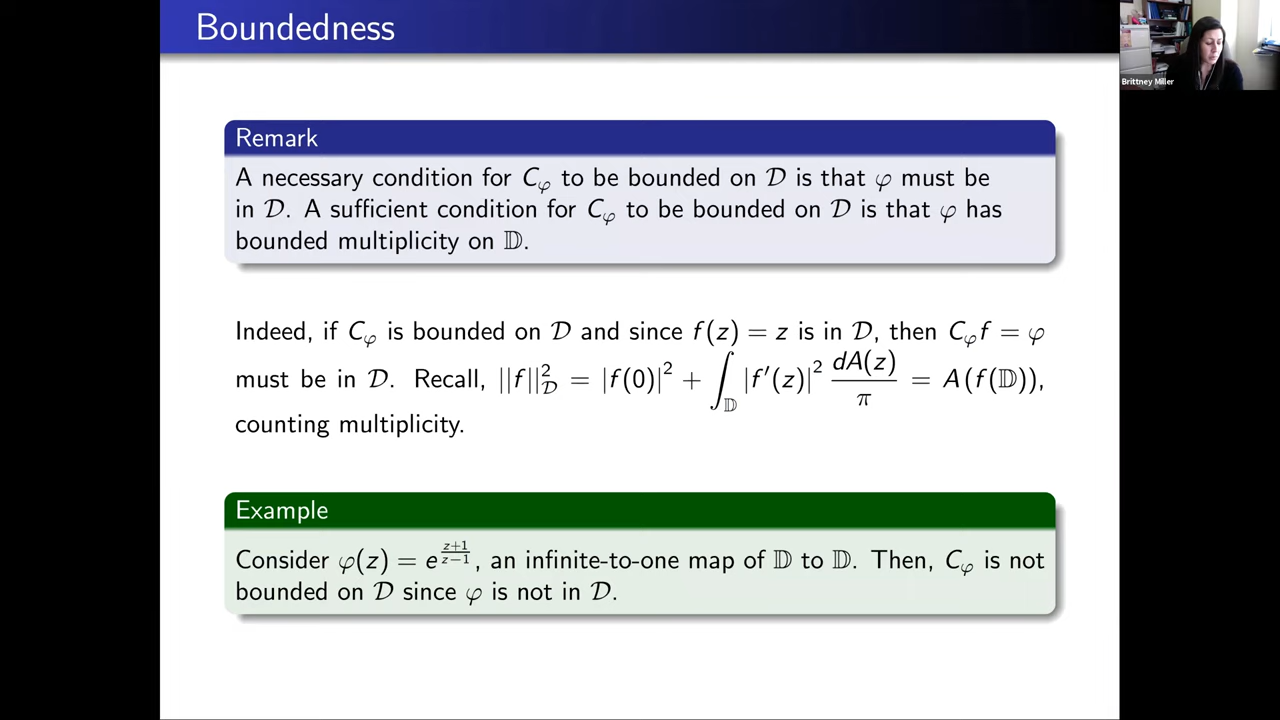 Boundedness
Brittney Miller
Remark
A necessary condition for C_φ to be bounded on 𝒟 is that φ must be
in 𝒟. A sufficient condition for C_φ to be bounded on 𝒟 is that φ has
bounded multiplicity on 𝔻.
Indeed, if C_φ is bounded on 𝒟 and since f(z) = z is in 𝒟, then C_φ f = φ
must be in 𝒟. Recall, ||f||²_𝒟 = |f(0)|² + ∫_𝔻 |f′(z)|² dA(z)/π = A(f(𝔻)),
counting multiplicity.
Example
Consider φ(z) = e^{(z+1)/(z−1)}, an infinite-to-one map of 𝔻 to 𝔻. Then, C_φ is not
bounded on 𝒟 since φ is not in 𝒟.